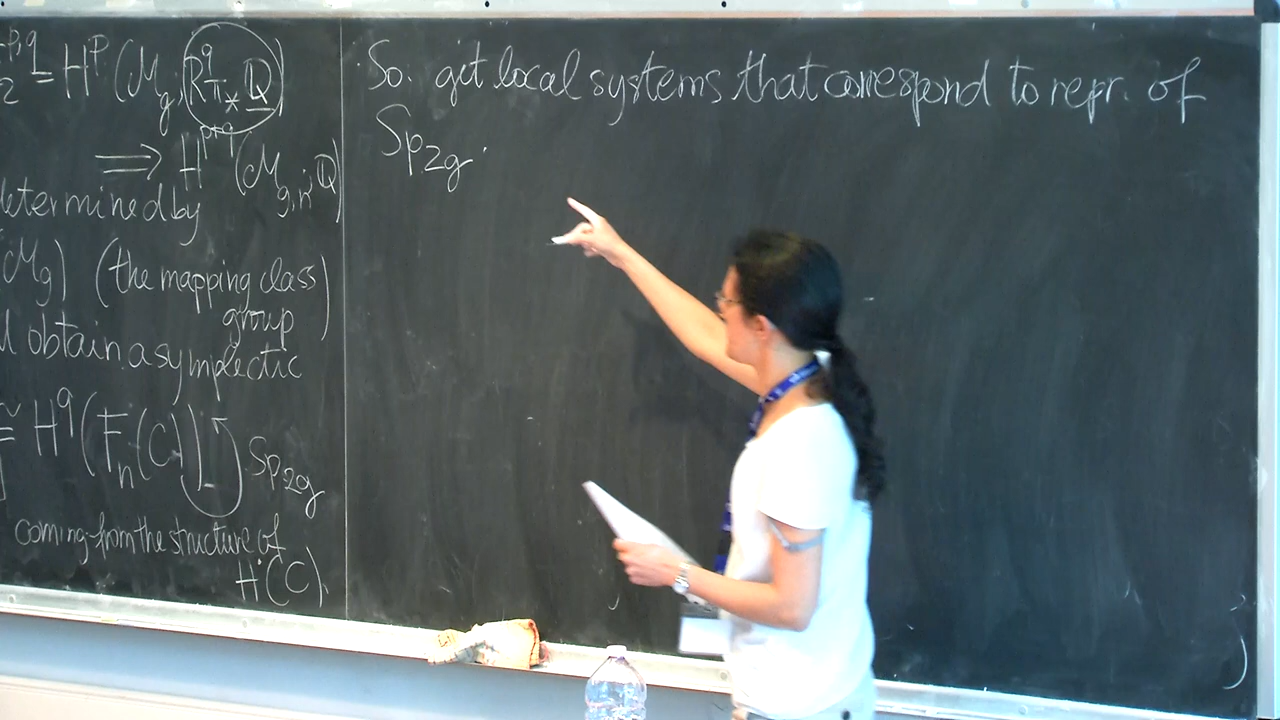 H^p (M_g, R^q π_* Q)
⟹ H^{p+q} (M_{g,n}, Q)
determined by
M_g) (the mapping class
group)
obtain a symplectic
≅ H^q (F_n(C)) Sp_{2g}
coming from the structure of
H^•(C)
So: get local systems that correspond to repr. of
Sp_{2g}.